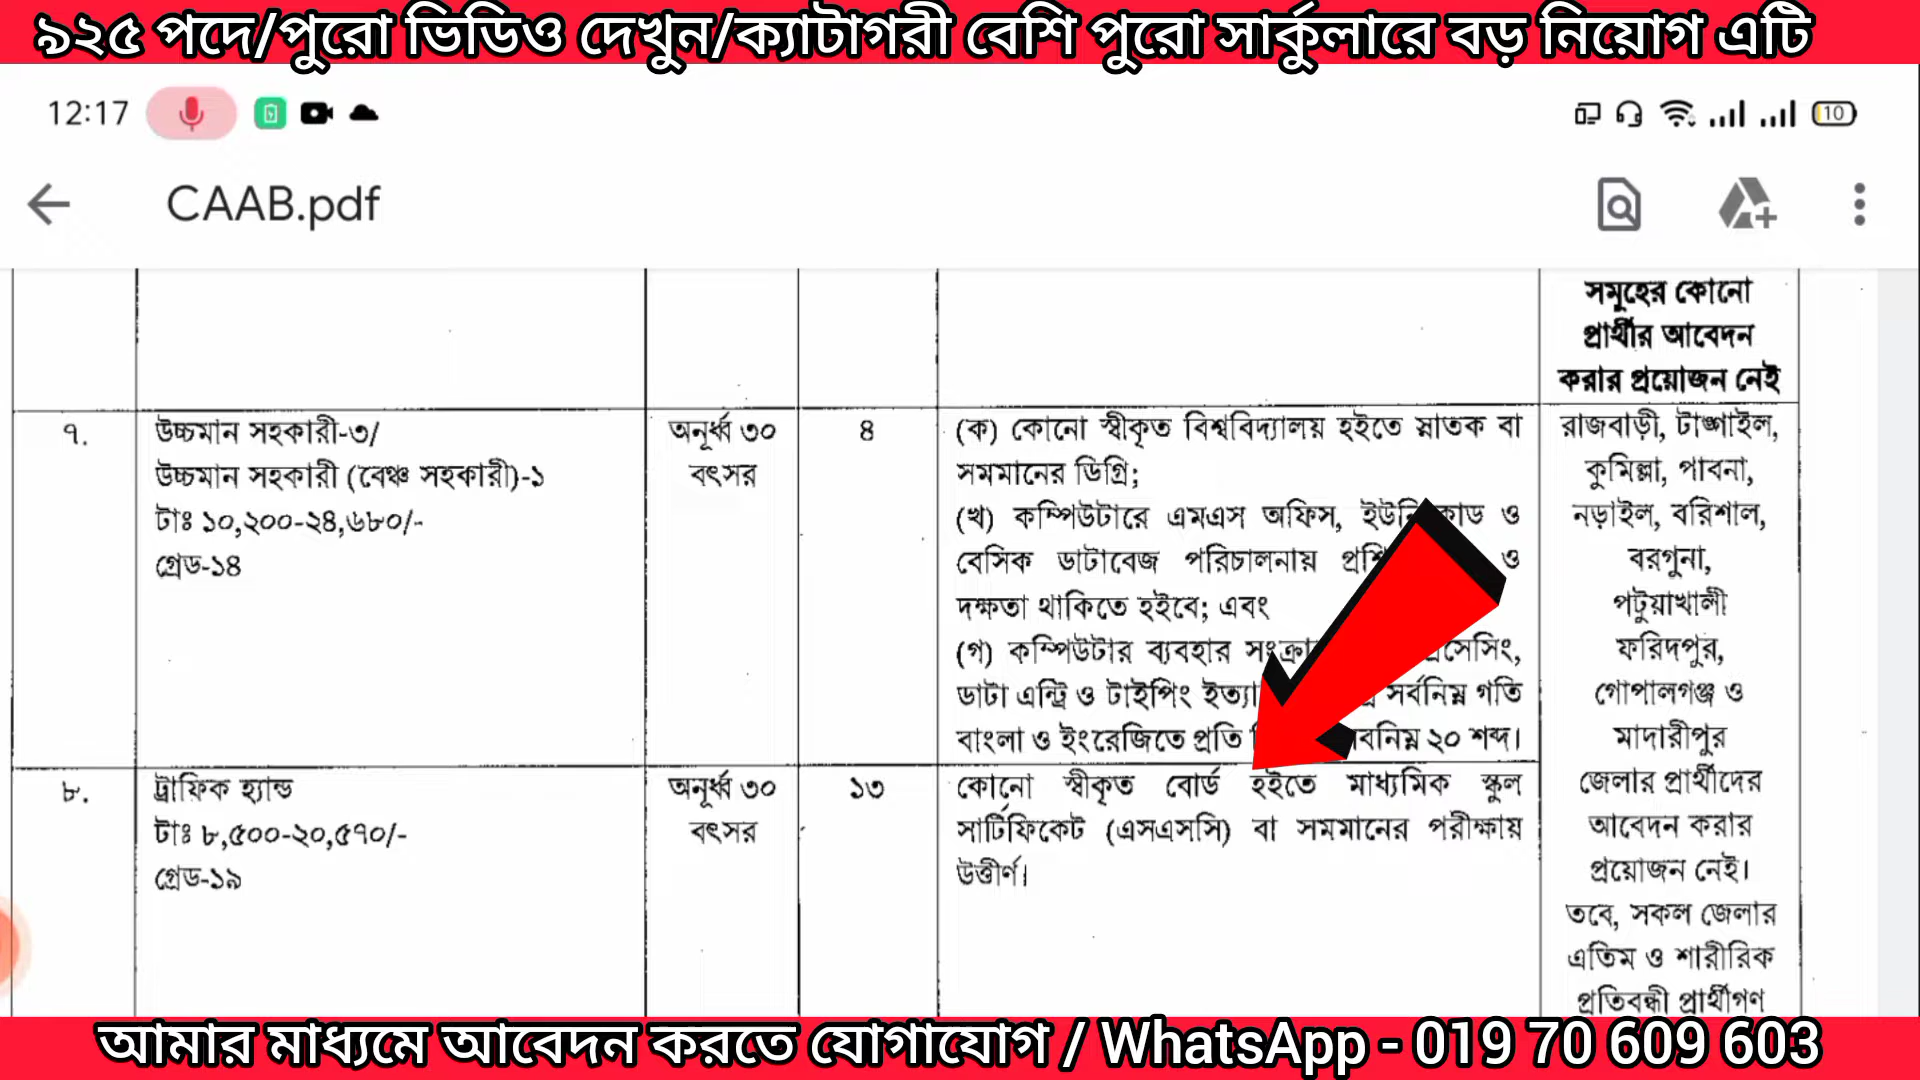 ৯২৫ পদে/পুরো ভিডিও দেখুন/ক্যাটাগরী বেশি পুরো সার্কুলারে বড় নিয়োগ এটি
12:17
10
CAAB.pdf
সমূহের কোনো
প্রার্থীর আবেদন
করার প্রয়োজন নেই
৭.
উচ্চমান সহকারী-৩/
উচ্চমান সহকারী (বেঞ্চ সহকারী)-১
টাঃ ১০,২০০-২৪,৬৮০/-
গ্রেড-১৪
অনূর্ধ্ব ৩০
বৎসর
৪
(ক) কোনো স্বীকৃত বিশ্ববিদ্যালয় হইতে স্নাতক বা
সমমানের ডিগ্রি;
(খ) কম্পিউটারে এমএস অফিস, ও
বেসিক ডাটাবেজ পরিচালনায় ও
দক্ষতা থাকিতে হইবে; এবং
(গ) কম্পিউটার ব্যবহার
ডাটা এন্ট্রি ও টাইপিং সর্বনিম্ন গতি
বাংলা ও ইংরেজিতে প্রতি ২০ শব্দ।
রাজবাড়ী, টাঙ্গাইল,
কুমিল্লা, পাবনা,
নড়াইল, বরিশাল,
বরগুনা,
পটুয়াখালী
ফরিদপুর,
গোপালগঞ্জ ও
মাদারীপুর
জেলার প্রার্থীদের
আবেদন করার
প্রয়োজন নেই।
তবে, সকল জেলার
এতিম ও শারীরিক
প্রতিবন্ধী প্রার্থীগণ
৮.
ট্রাফিক হ্যান্ড
টাঃ ৮,৫০০-২০,৫৭০/-
গ্রেড-১৯
অনূর্ধ্ব ৩০
বৎসর
১৩
কোনো স্বীকৃত বোর্ড হইতে মাধ্যমিক স্কুল
সার্টিফিকেট (এসএসসি) বা সমমানের পরীক্ষায়
উত্তীর্ণ।
আমার মাধ্যমে আবেদন করতে যোগাযোগ / WhatsApp - 019 70 609 603